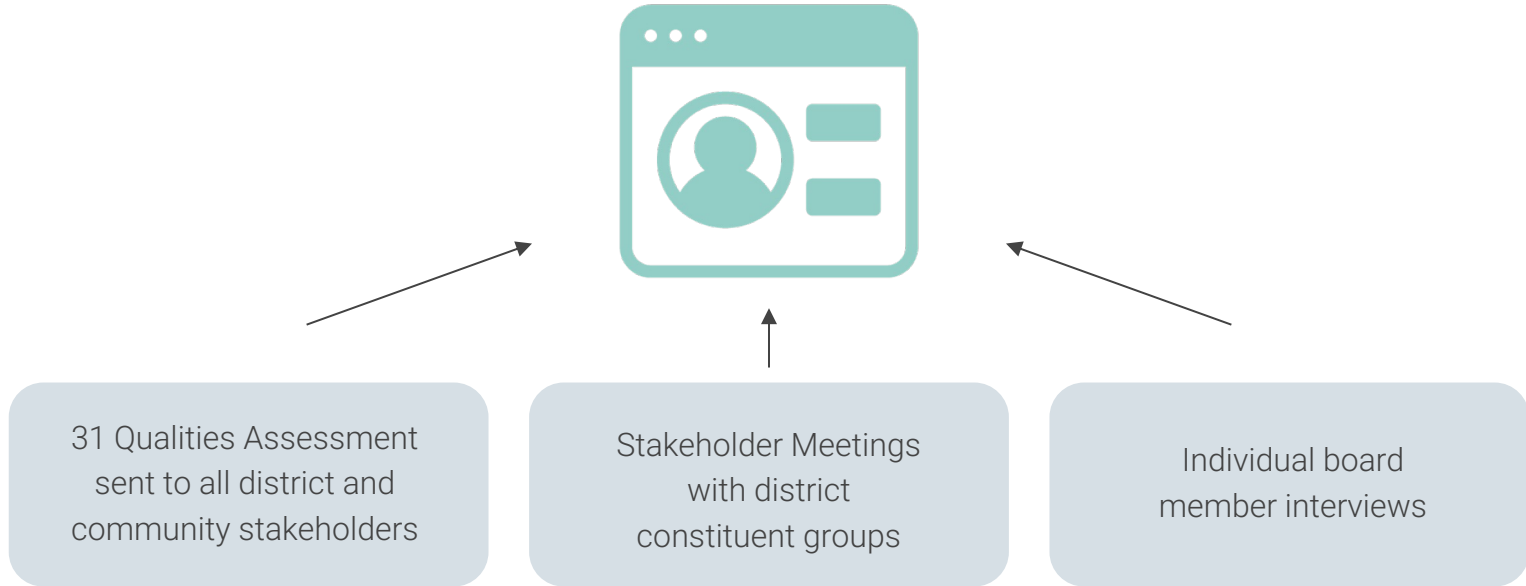 31 Qualities Assessment
sent to all district and
community stakeholders
Stakeholder Meetings
with district
constituent groups
Individual board
member interviews